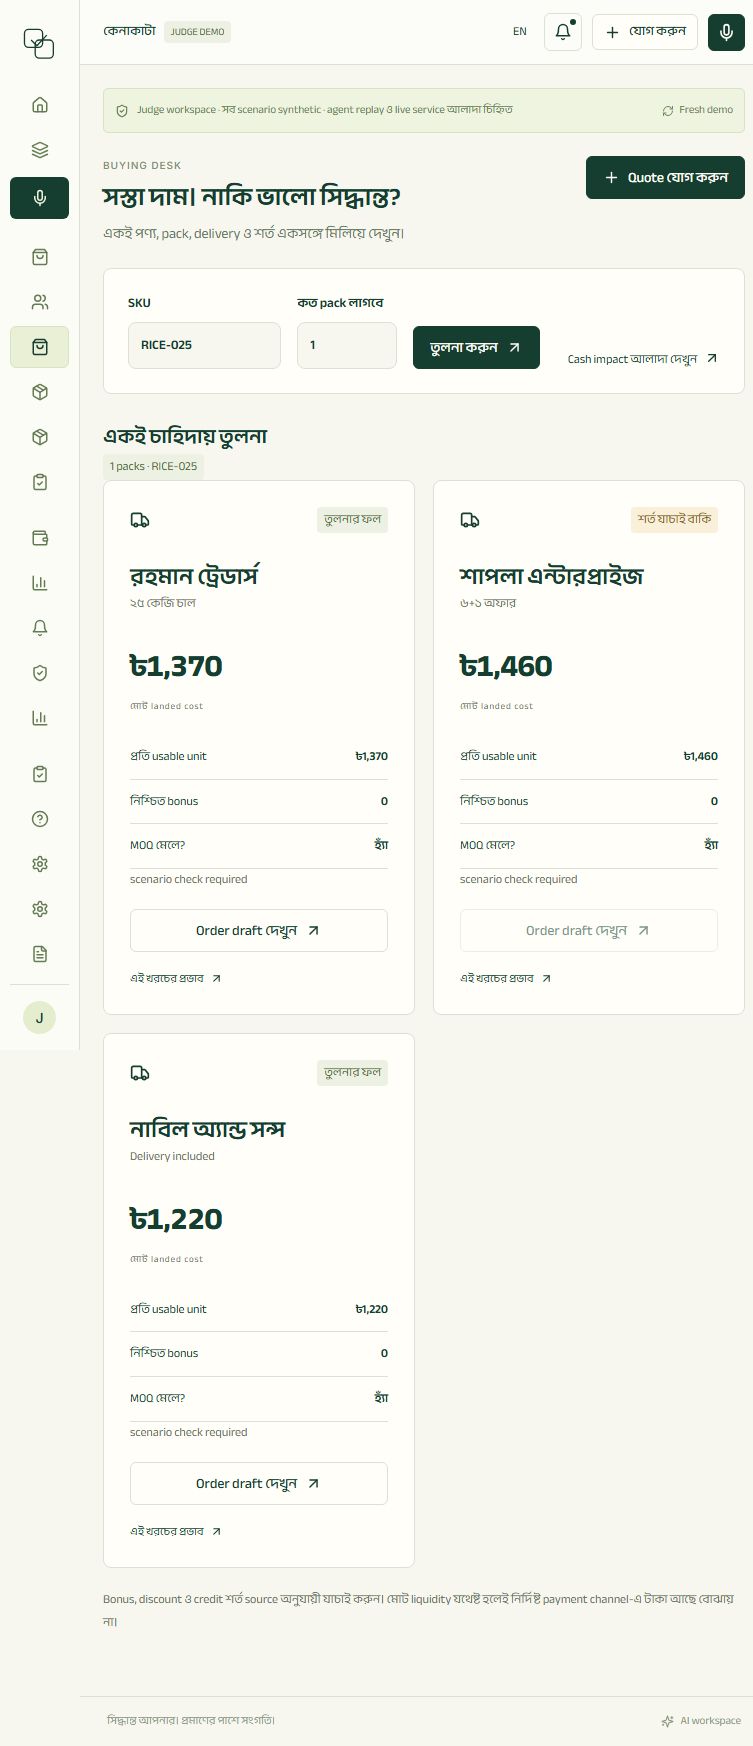 কেনাকাটা JUDGE DEMO EN যোগ করুন
Judge workspace · সব scenario synthetic · agent replay ও live service আলাদা চিহ্নিত Fresh demo
BUYING DESK
সস্তা দাম। নাকি ভালো সিদ্ধান্ত?
Quote যোগ করুন
একই পণ্য, pack, delivery ও শর্ত একসঙ্গে মিলিয়ে দেখুন।
SKU কত pack লাগবে
RICE-025 1 তুলনা করুন Cash impact আলাদা দেখুন
একই চাহিদায় তুলনা
1 packs · RICE-025
তুলনার ফল
রহমান ট্রেডার্স
২৫ কেজি চাল
৳1,370
মোট landed cost
প্রতি usable unit ৳1,370
নিশ্চিত bonus 0
MOQ মেলে? হ্যাঁ
scenario check required
Order draft দেখুন
এই খরচের প্রভাব
শর্ত যাচাই বাকি
শাপলা এন্টারপ্রাইজ
৬+১ অফার
৳1,460
মোট landed cost
প্রতি usable unit ৳1,460
নিশ্চিত bonus 0
MOQ মেলে? হ্যাঁ
scenario check required
Order draft দেখুন
এই খরচের প্রভাব
তুলনার ফল
নাবিল অ্যান্ড সন্স
Delivery included
৳1,220
মোট landed cost
প্রতি usable unit ৳1,220
নিশ্চিত bonus 0
MOQ মেলে? হ্যাঁ
scenario check required
Order draft দেখুন
এই খরচের প্রভাব
Bonus, discount ও credit শর্ত source অনুযায়ী যাচাই করুন। মোট liquidity যথেষ্ট হলেই নির্দিষ্ট payment channel-এ টাকা আছে বোঝায়
না।
J
সিদ্ধান্ত আপনার। প্রমাণের পাশে সংগতি।
AI workspace